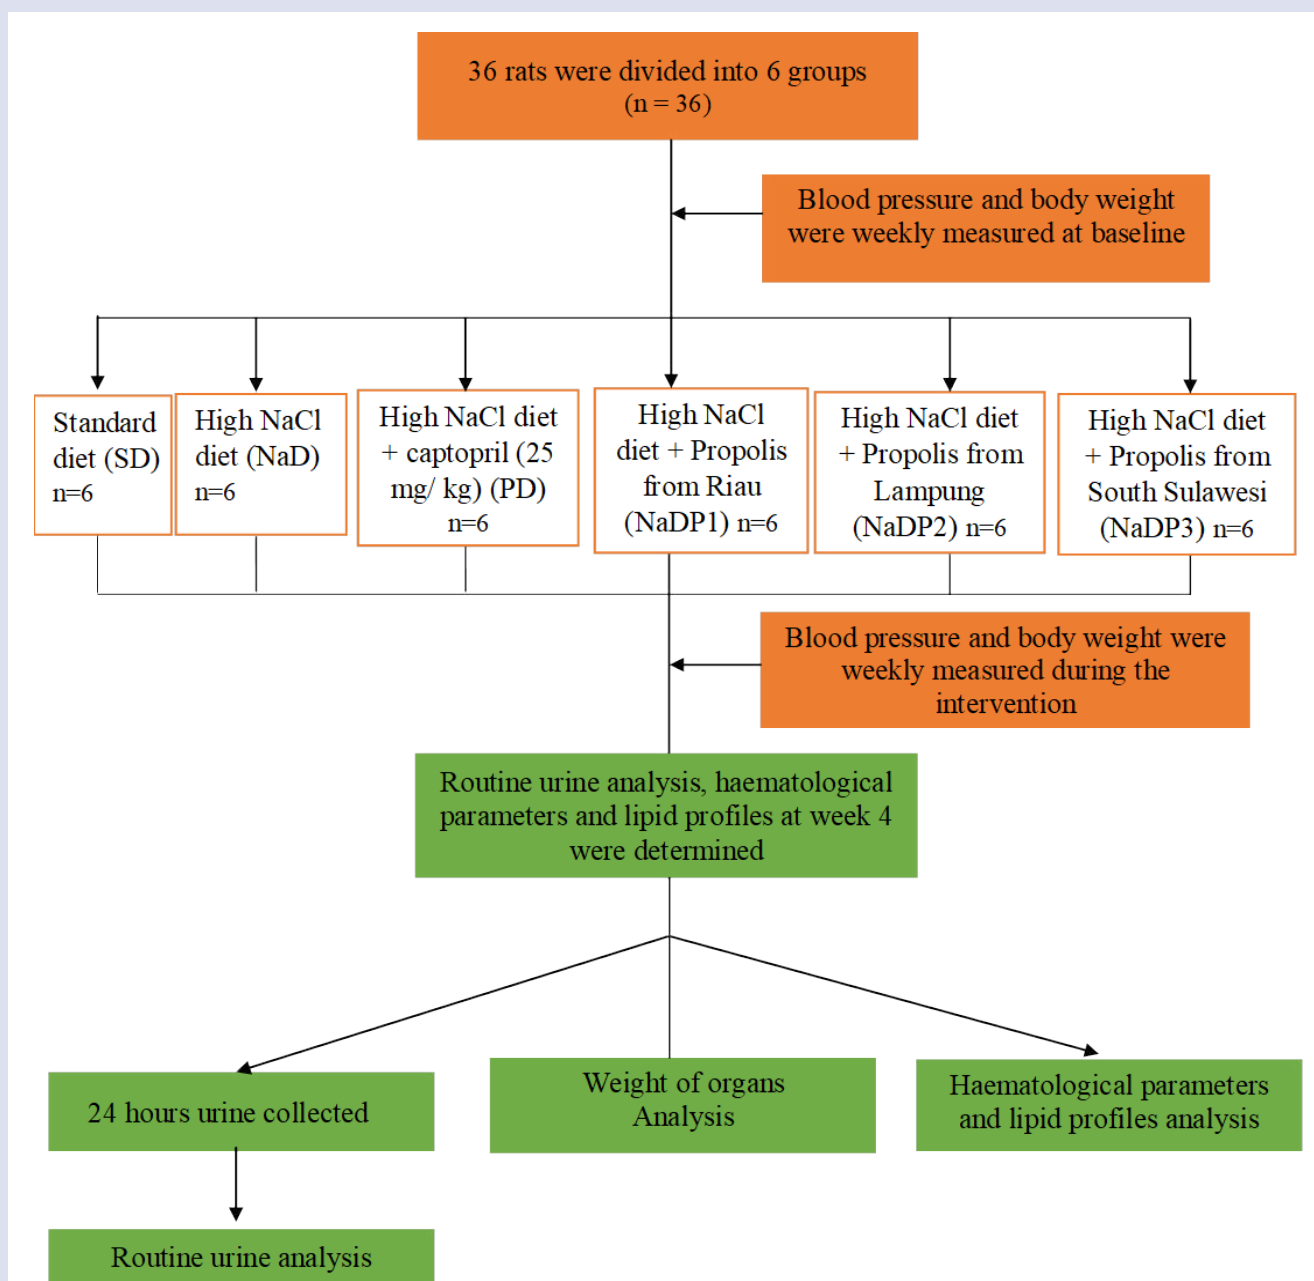 36 rats were divided into 6 groups
(n = 36)
Blood pressure and body weight
were weekly measured at baseline
Standard
diet (SD)
n=6
High NaCl
diet (NaD)
n=6
High NaCl diet
+ captopril (25
mg/ kg) (PD)
n=6
High NaCl
diet + Propolis
from Riau
(NaDP1) n=6
High NaCl diet
+ Propolis from
Lampung
(NaDP2) n=6
High NaCl diet
+ Propolis from
South Sulawesi
(NaDP3) n=6
Blood pressure and body weight were
weekly measured during the
intervention
Routine urine analysis, haematological
parameters and lipid profiles at week 4
were determined
24 hours urine collected
Weight of organs
Analysis
Haematological parameters
and lipid profiles analysis
Routine urine analysis